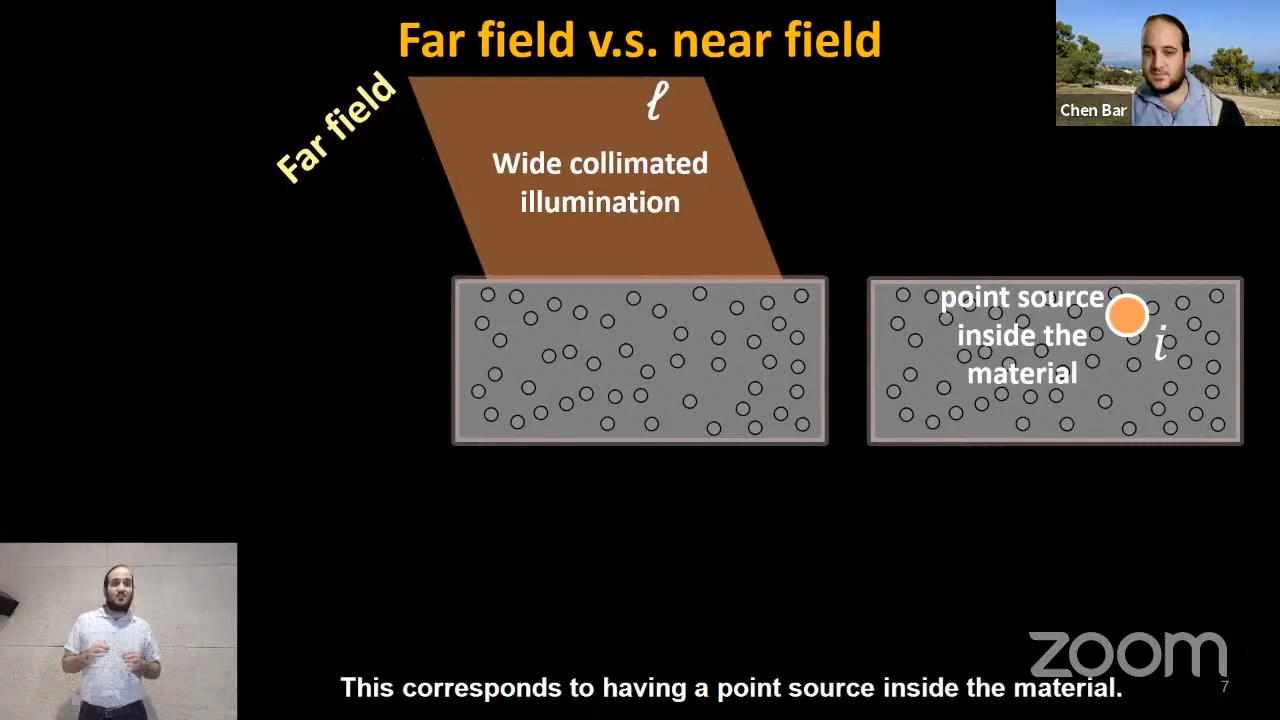 Far field v.s. near field
Chen Bar
Far field
ℓ
Wide collimated
illumination
point source
inside the
material
i
zoom
This corresponds to having a point source inside the material.
7